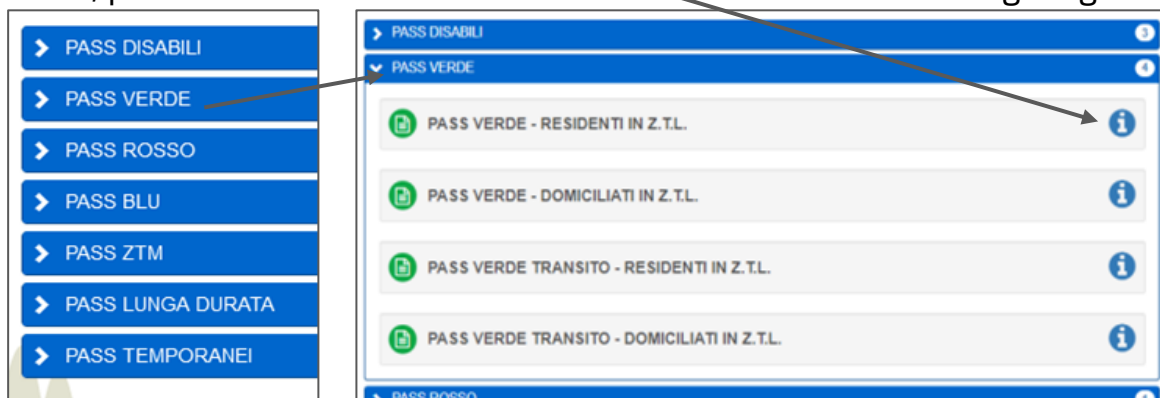 PASS DISABILI
PASS VERDE
PASS ROSSO
PASS BLU
PASS ZTM
PASS LUNGA DURATA
PASS TEMPORANEI
PASS DISABILI 3
PASS VERDE 4
PASS VERDE - RESIDENTI IN Z.T.L.
PASS VERDE - DOMICILIATI IN Z.T.L.
PASS VERDE TRANSITO - RESIDENTI IN Z.T.L.
PASS VERDE TRANSITO - DOMICILIATI IN Z.T.L.
PASS ROSSO